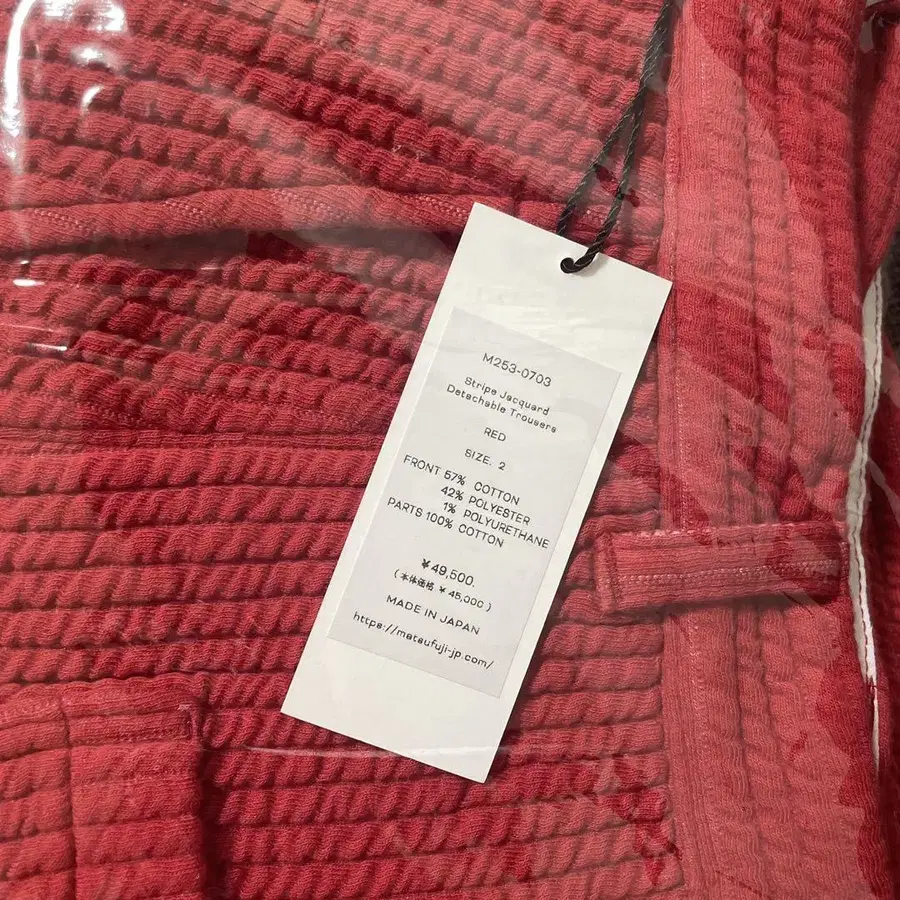 M253-0703
Stripe Jacquard
Detachable Trousers
RED
SIZE. 2
FRONT 57% COTTON
42% POLYESTER
1% POLYURETHANE
PARTS 100% COTTON
¥49,500.
(本体価格 ¥ 45,000)
MADE IN JAPAN
https://matsufuji-jp.com/